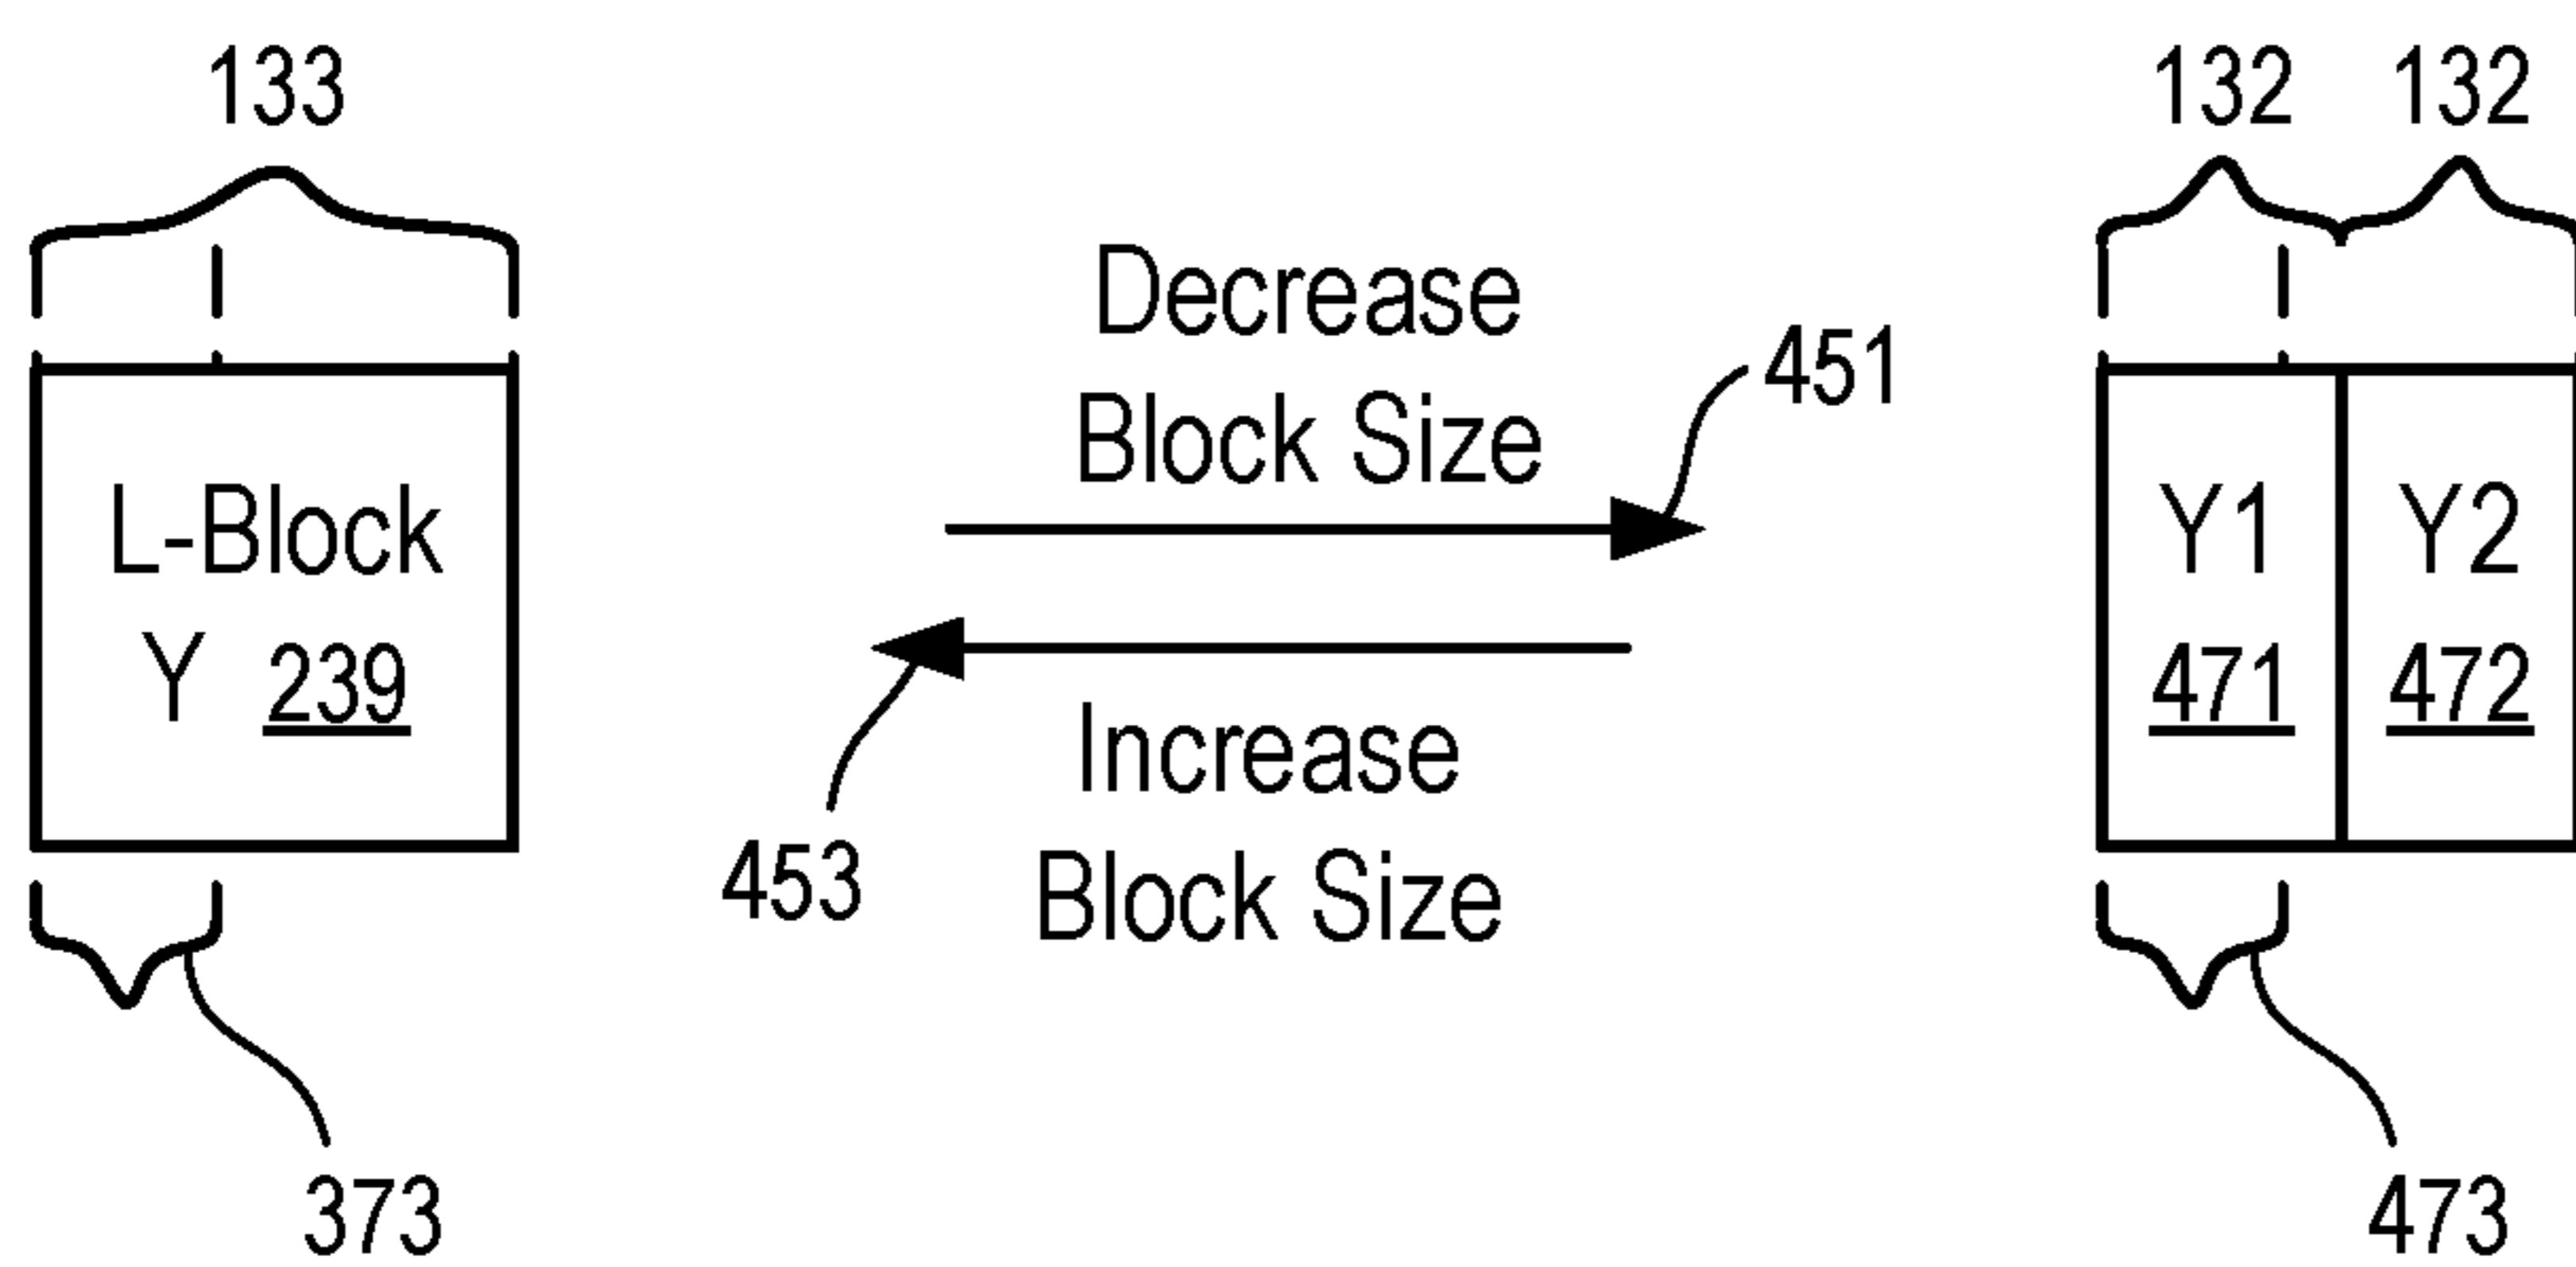 133
132 132
Decrease
Block Size
451
L-Block
Y 239
Y1
471
Y2
472
453
Increase
Block Size
373
473